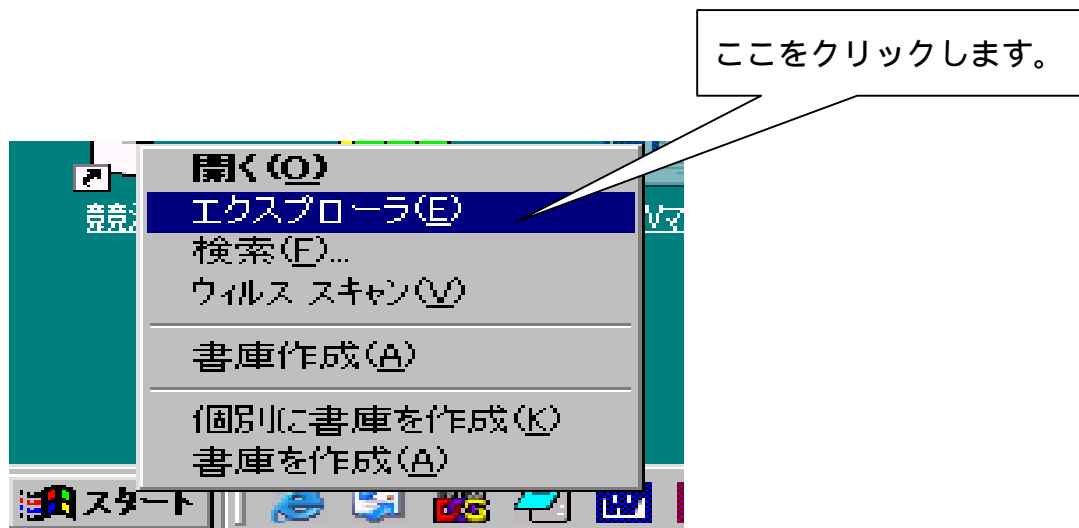 ここをクリックします。
開く(O)
エクスプローラ(E)
検索(F)...
ウィルス スキャン(V)
書庫作成(A)
個別に書庫を作成(K)
書庫を作成(A)
スタート